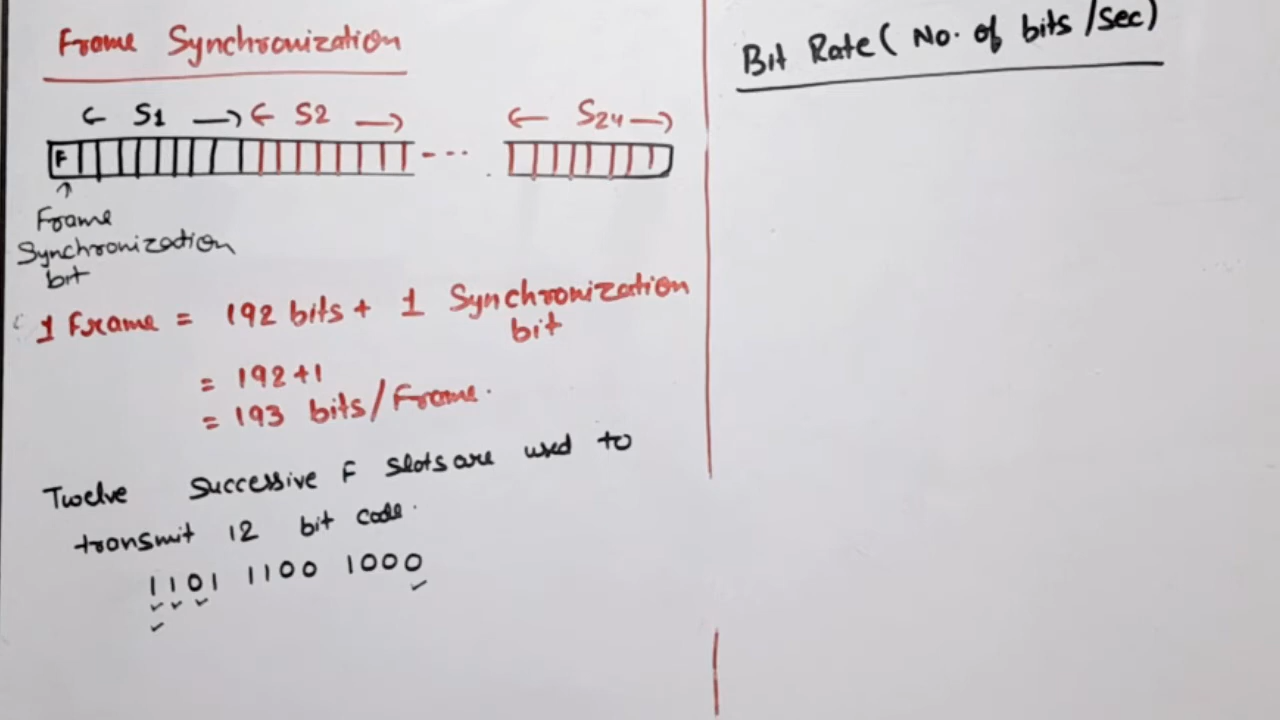 Frame Synchronization
← S1 → ← S2 → ← S24 →
F - ...
Frame
Synchronization
bit
1 Frame = 192 bits + 1 Synchronization
bit
= 192+1
= 193 bits/Frame.
Twelve successive F slots are used to
transmit 12 bit code.
1101 1100 1000
Bit Rate ( No. of bits /sec)